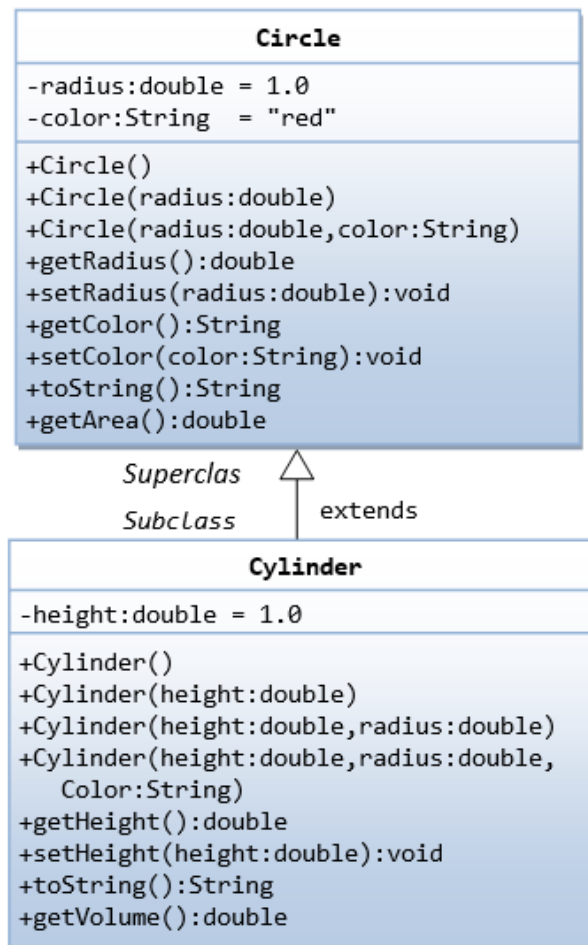 Circle
-radius:double = 1.0
-color:String = "red"
+Circle()
+Circle(radius:double)
+Circle(radius:double,color:String)
+getRadius():double
+setRadius(radius:double):void
+getColor():String
+setColor(color:String):void
+toString():String
+getArea():double
Superclas
Subclass
extends
Cylinder
-height:double = 1.0
+Cylinder()
+Cylinder(height:double)
+Cylinder(height:double,radius:double)
+Cylinder(height:double,radius:double,
Color:String)
+getHeight():double
+setHeight(height:double):void
+toString():String
+getVolume():double